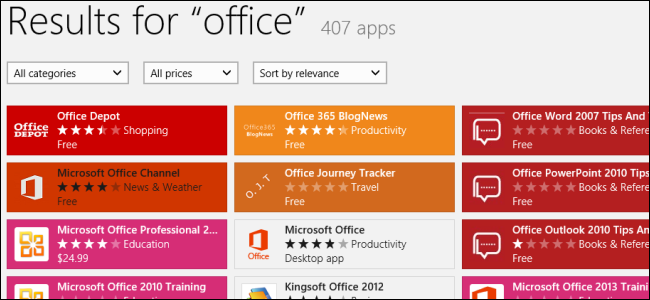 Results for “office” 407 apps
All categories
All prices
Sort by relevance
Office DEPOT
Office Depot
Shopping
Free
Office365 BlogNews
Office 365 BlogNews
Productivity
Free
Office Word 2007 Tips And
Books & Refere
Free
Microsoft Office Channel
News & Weather
Free
O. J. T
Office Journey Tracker
Travel
Free
Office PowerPoint 2010 Tips
Books & Refere
Free
Microsoft Office Professional 2...
Education
$24.99
Office
Microsoft Office
Productivity
Desktop app
Office Outlook 2010 Tips An
Books & Refere
Free
Microsoft Office 2010 Training
Kingsoft Office 2012
Microsoft Office 2013 Traini